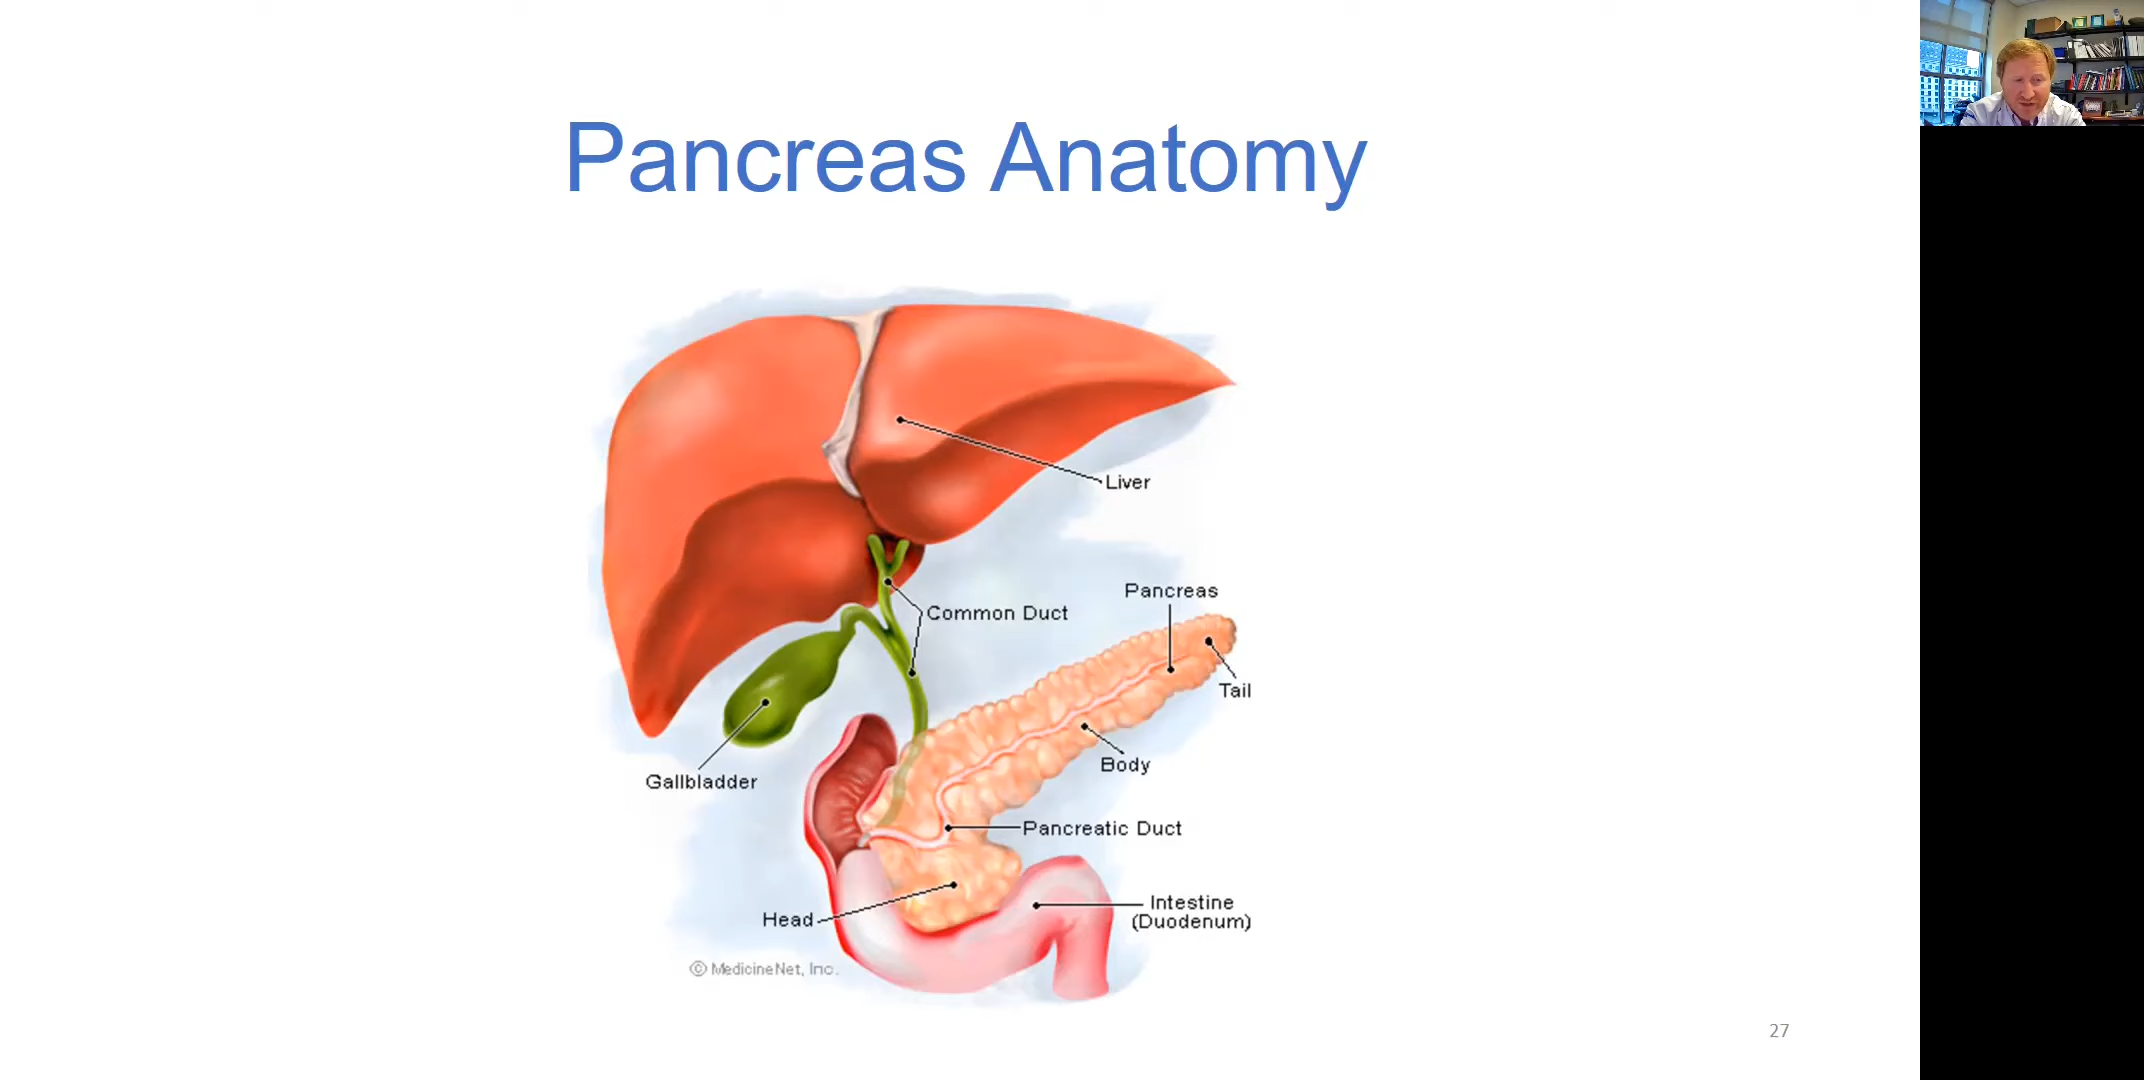 Pancreas Anatomy
Liver
Pancreas
Common Duct
Tail
Body
Gallbladder
Pancreatic Duct
Intestine
(Duodenum)
Head
© MedicineNet, Inc.
27